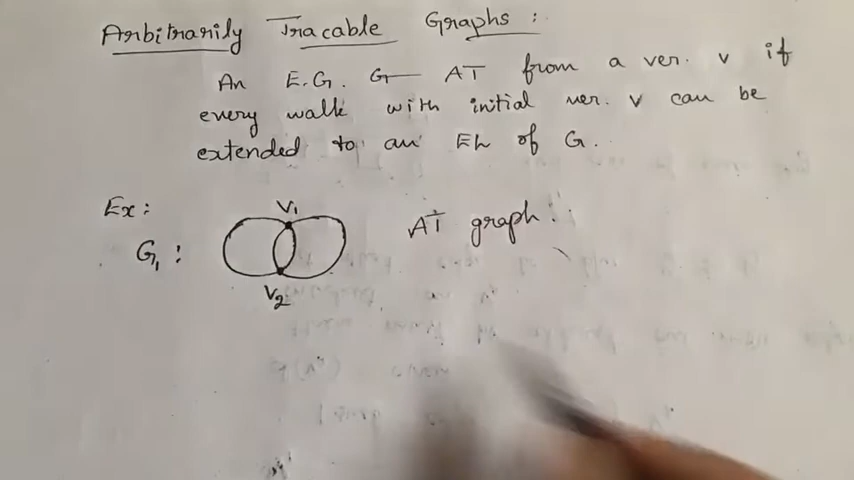 Arbitrarily Tracable Graphs :
An E.G. G — AT from a ver. v if
every walk with initial ver. v can be
extended to an EL of G.
Ex:
G₁ :
V₁
V₂
AT graph :